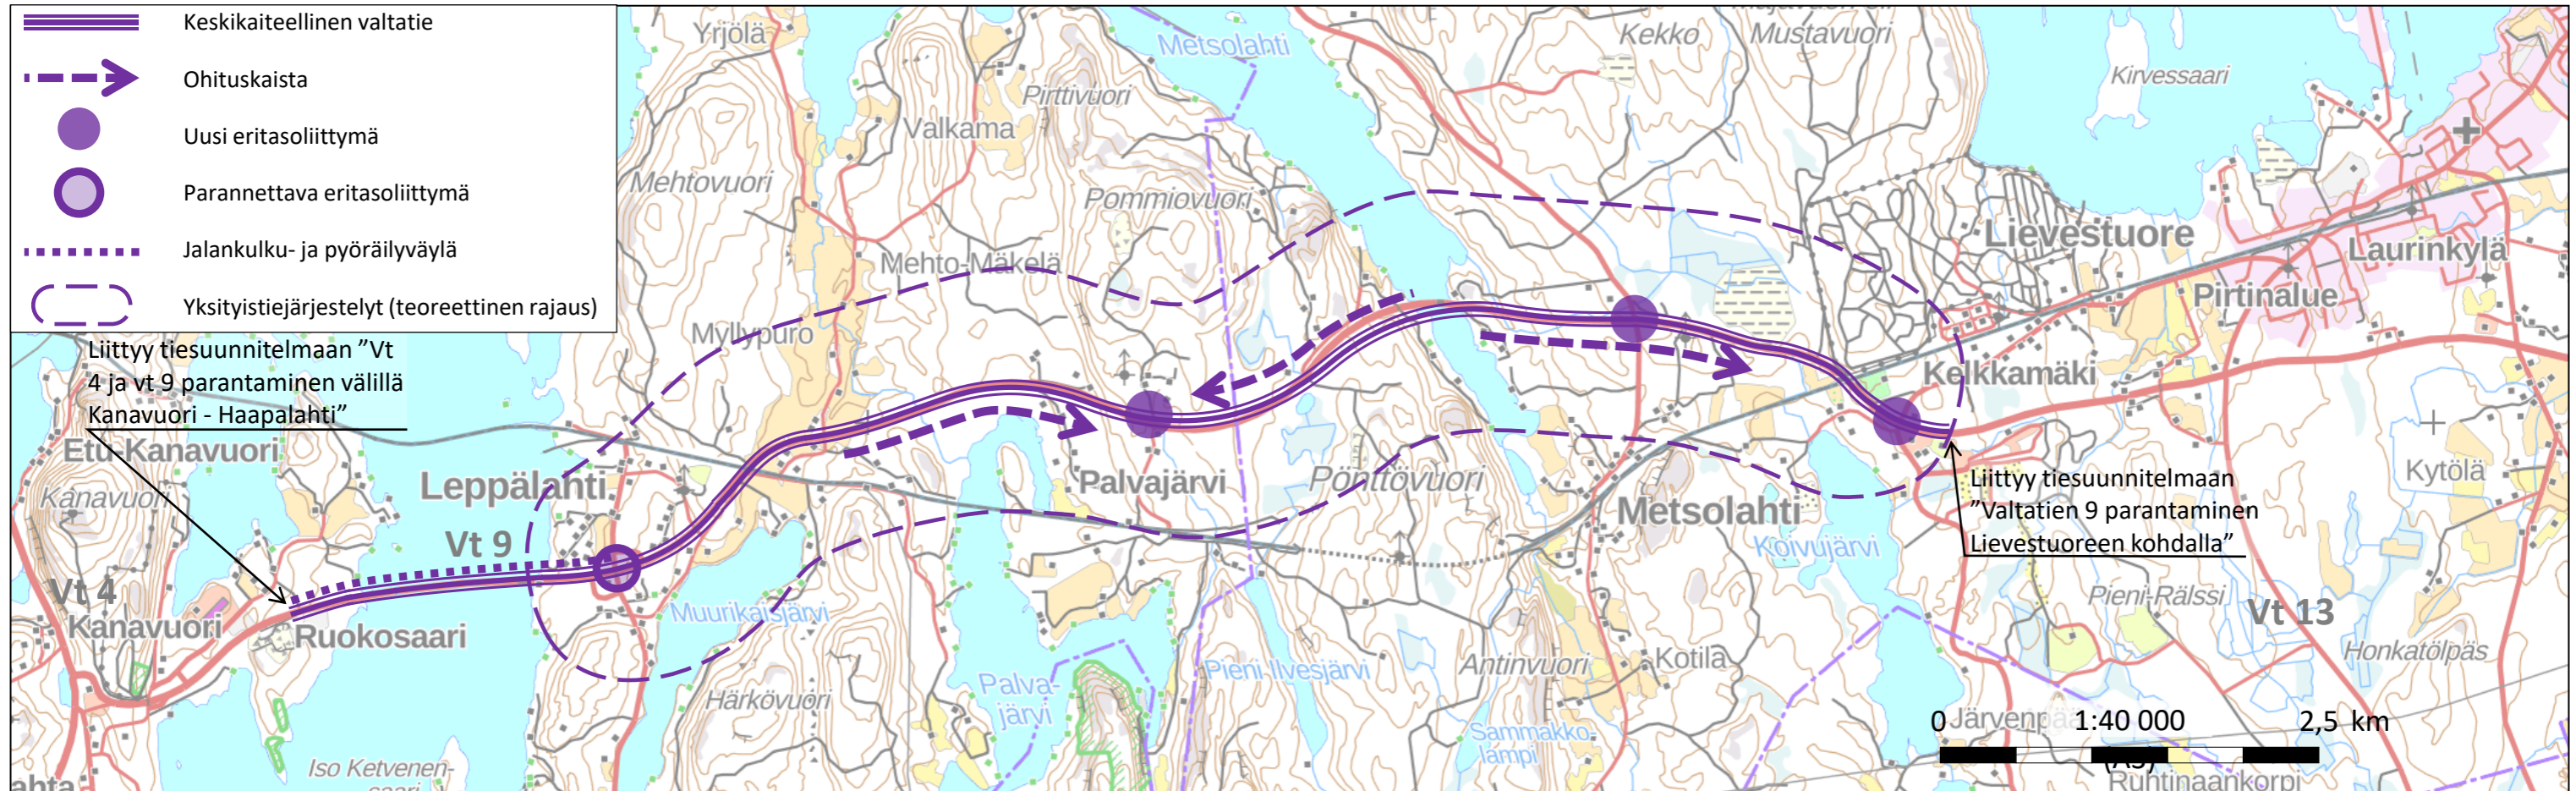 Keskikaiteellinen valtatie
Ohituskaista
Uusi eritasoliittymä
Parannettava eritasoliittymä
Jalankulku- ja pyöräilyväylä
Yksityistiejärjestelyt (teoreettinen rajaus)
Liittyy tiesuunnitelmaan ”Vt
4 ja vt 9 parantaminen välillä
Kanavuori - Haapalahti”
Yrjölä
Metsolahti
Kekko
Mustavuori
Kirvessaari
Pirttivuori
Valkama
Mehtovuori
Pommiovuori
Lievestuore
Laurinkylä
Mehto-Mäkelä
Pirtinalue
Myllypuro
Kelkkamäki
Etu-Kanavuori
Kanavuori
Leppälahti
Palvajärvi
Pönttövuori
Metsolahti
Kytölä
Liittyy tiesuunnitelmaan
”Valtatien 9 parantaminen
Lievestuoreen kohdalla”
Vt 9
Koivujärvi
Vt 4
Kanavuori
Ruokosaari
Muurikaisjärvi
Pieni-Rälssi
Vt 13
Honkatölpäs
Härkövuori
Palva-
järvi
Pieni Ilvesjärvi
Antinvuori
Kotila
Sammakko-
lampi
0
1:40 000
2,5 km
(A3)
Ruhtinaankorpi
Iso Ketvenen-
saari